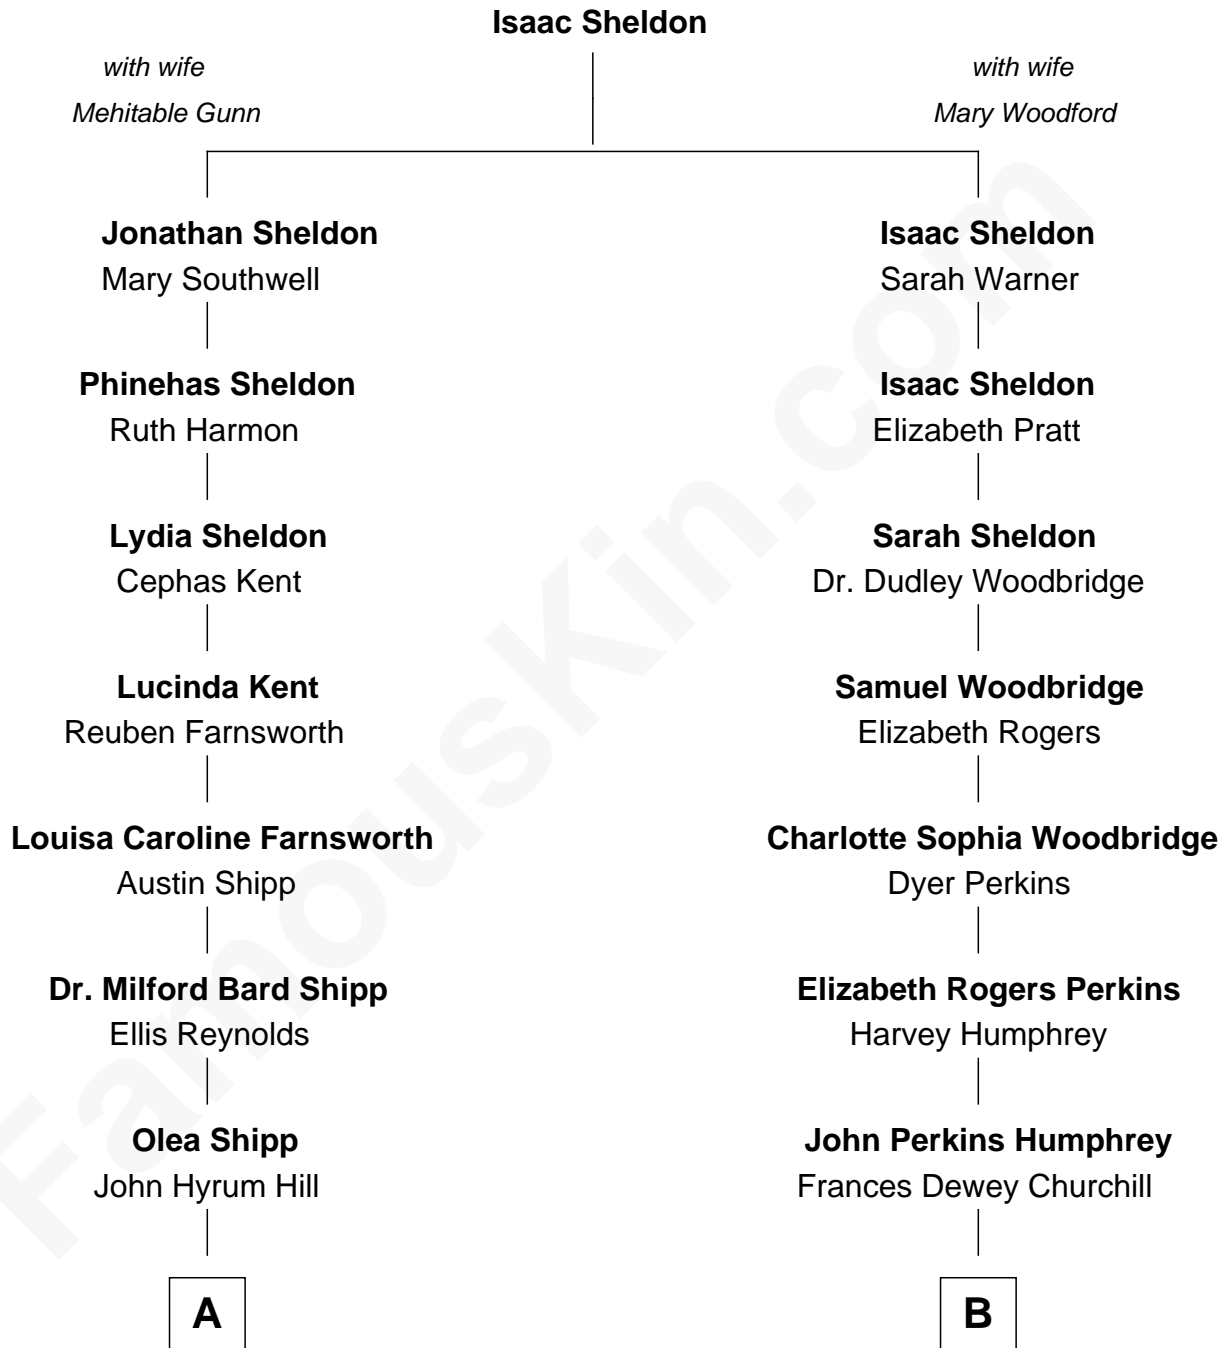 Isaac Sheldon
with wife
Mehitable Gunn
with wife
Mary Woodford
Jonathan Sheldon
Mary Southwell
Isaac Sheldon
Sarah Warner
Phinehas Sheldon
Ruth Harmon
Isaac Sheldon
Elizabeth Pratt
Lydia Sheldon
Cephas Kent
Sarah Sheldon
Dr. Dudley Woodbridge
Lucinda Kent
Reuben Farnsworth
Samuel Woodbridge
Elizabeth Rogers
Louisa Caroline Farnsworth
Austin Shipp
Charlotte Sophia Woodbridge
Dyer Perkins
Dr. Milford Bard Shipp
Ellis Reynolds
Elizabeth Rogers Perkins
Harvey Humphrey
Olea Shipp
John Hyrum Hill
John Perkins Humphrey
Frances Dewey Churchill
A
B
FamousKin.com